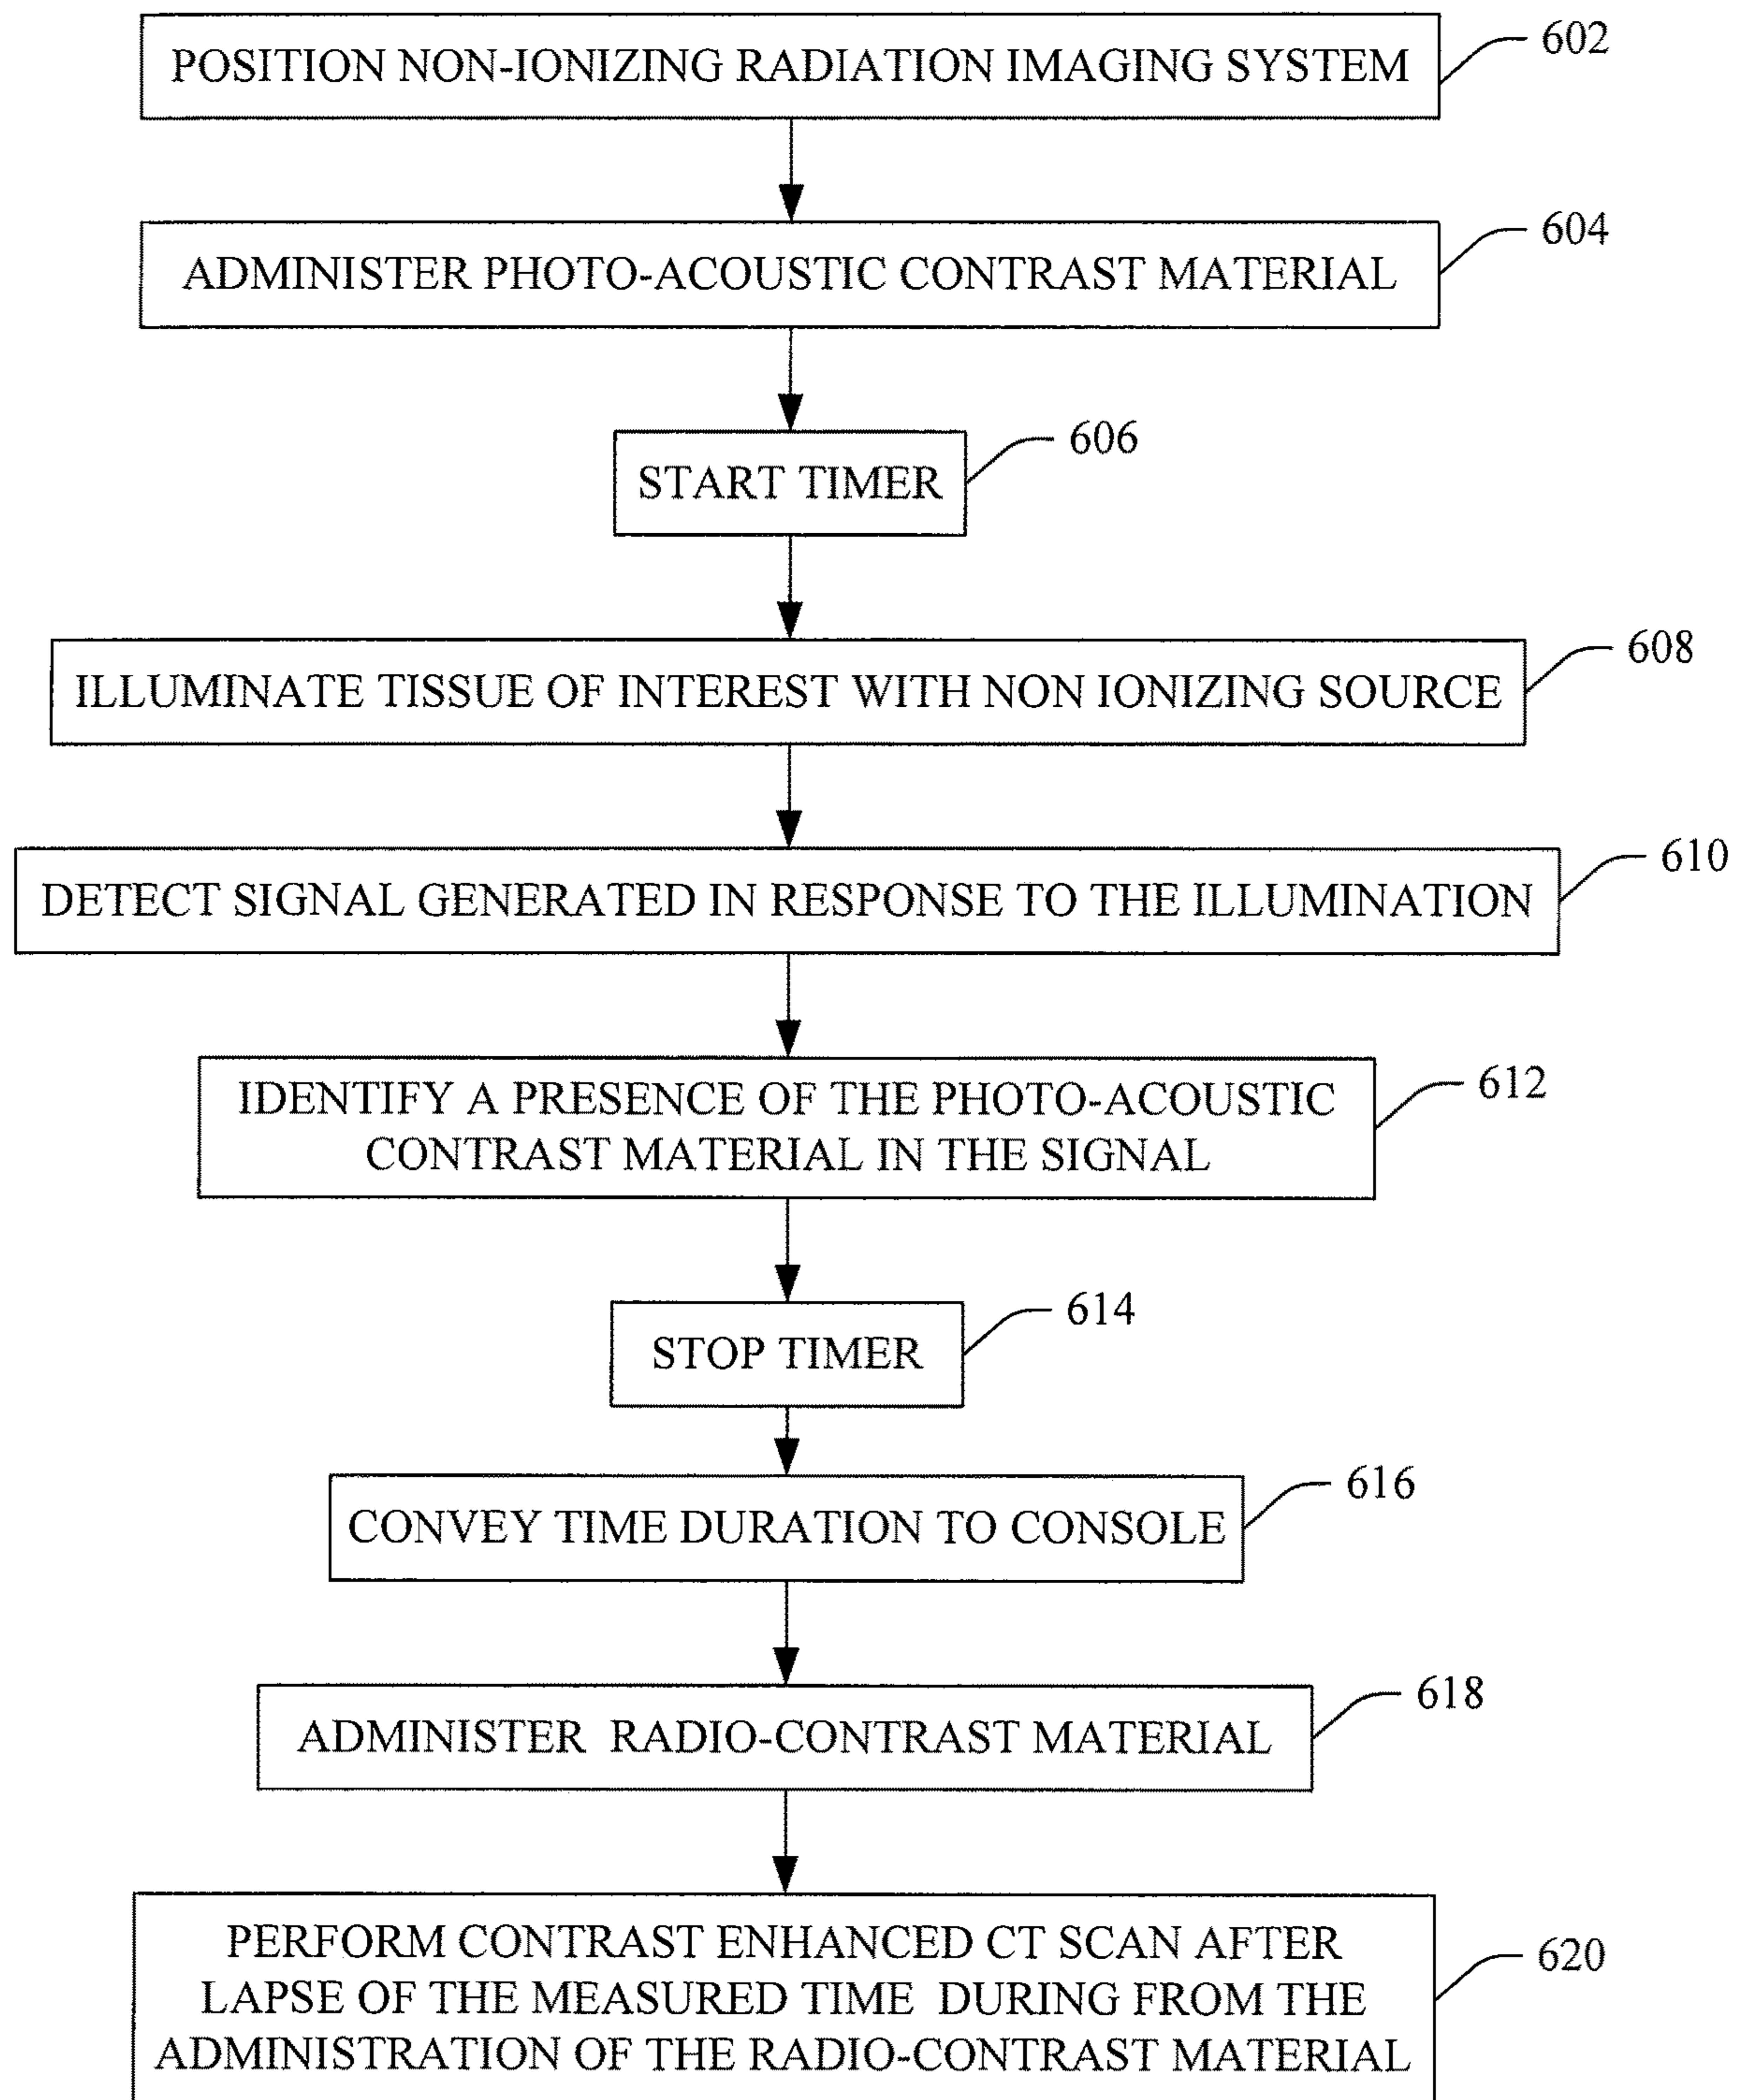 POSITION NON-IONIZING RADIATION IMAGING SYSTEM
602
ADMINISTER PHOTO-ACOUSTIC CONTRAST MATERIAL
604
START TIMER
606
ILLUMINATE TISSUE OF INTEREST WITH NON IONIZING SOURCE
608
DETECT SIGNAL GENERATED IN RESPONSE TO THE ILLUMINATION
610
IDENTIFY A PRESENCE OF THE PHOTO-ACOUSTIC
CONTRAST MATERIAL IN THE SIGNAL
612
STOP TIMER
614
CONVEY TIME DURATION TO CONSOLE
616
ADMINISTER RADIO-CONTRAST MATERIAL
618
PERFORM CONTRAST ENHANCED CT SCAN AFTER
LAPSE OF THE MEASURED TIME DURING FROM THE
ADMINISTRATION OF THE RADIO-CONTRAST MATERIAL
620